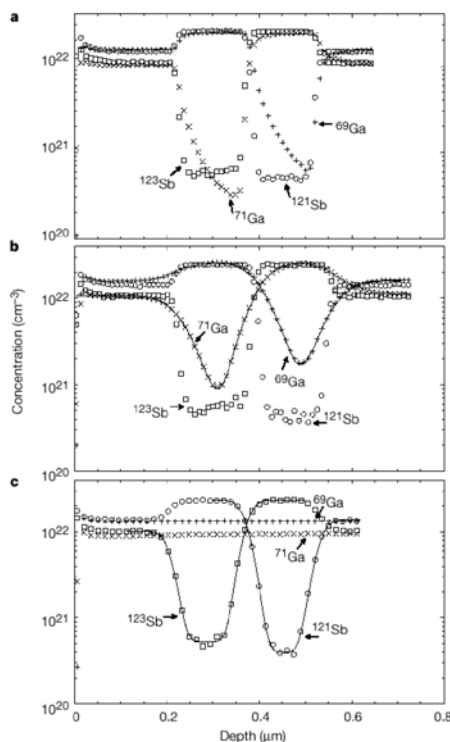 a
10²²
10²¹
10²⁰
¹²³Sb
⁷¹Ga
¹²¹Sb
⁶⁹Ga
b
10²²
10²¹
10²⁰
⁷¹Ga
⁶⁹Ga
¹²³Sb
¹²¹Sb
Concentration (cm⁻³)
c
10²²
10²¹
10²⁰
⁶⁹Ga
⁷¹Ga
¹²³Sb
¹²¹Sb
0 0.2 0.4 0.6 0.8
Depth (μm)